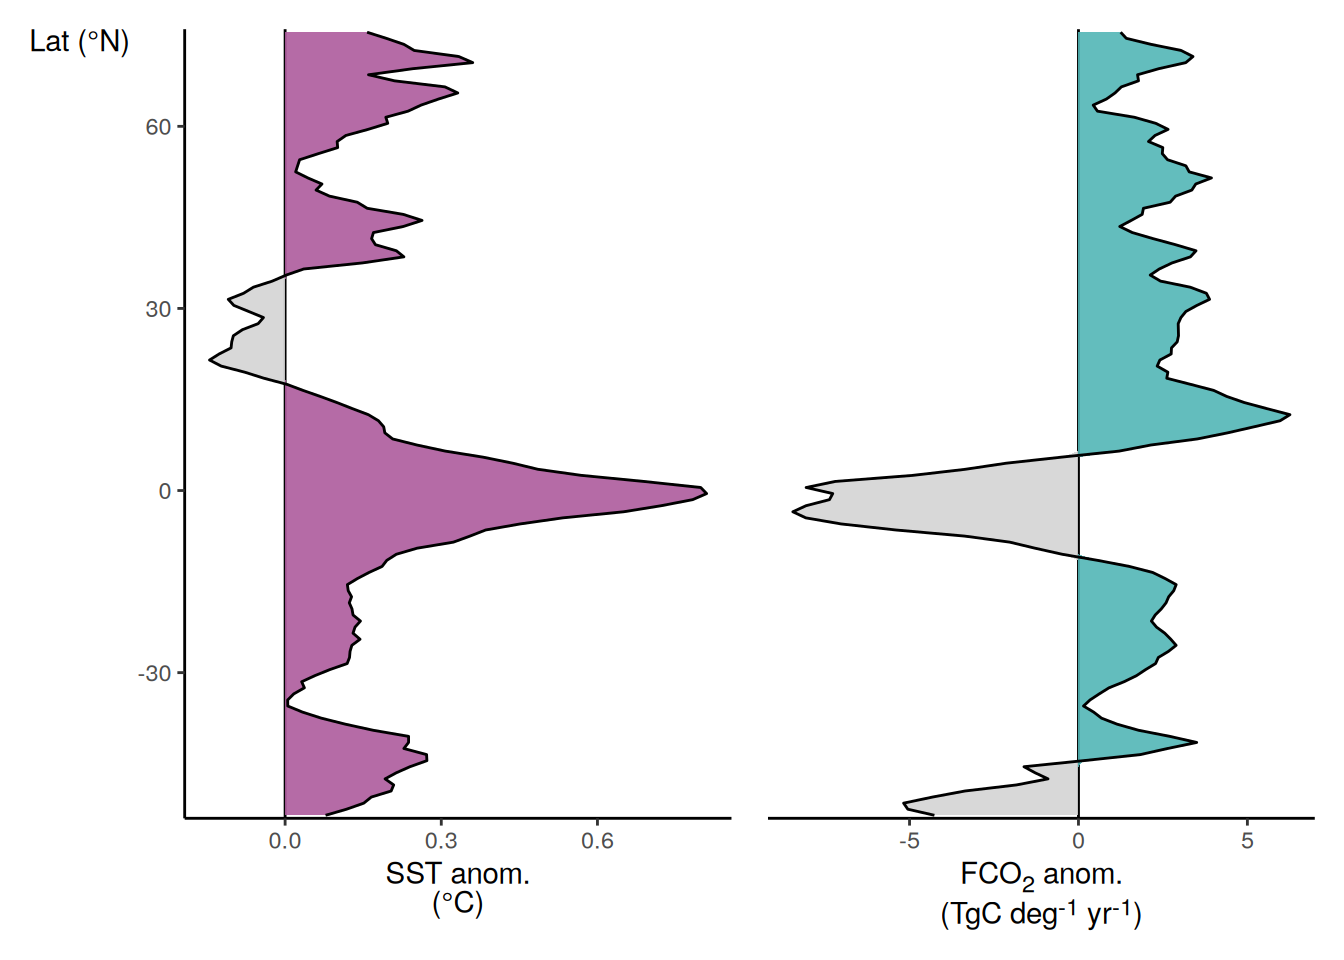 Lat (°N)
60
30
0
-30
0.0 0.3 0.6
SST anom.
(°C)
-5 0 5
FCO₂ anom.
(TgC deg⁻¹ yr⁻¹)